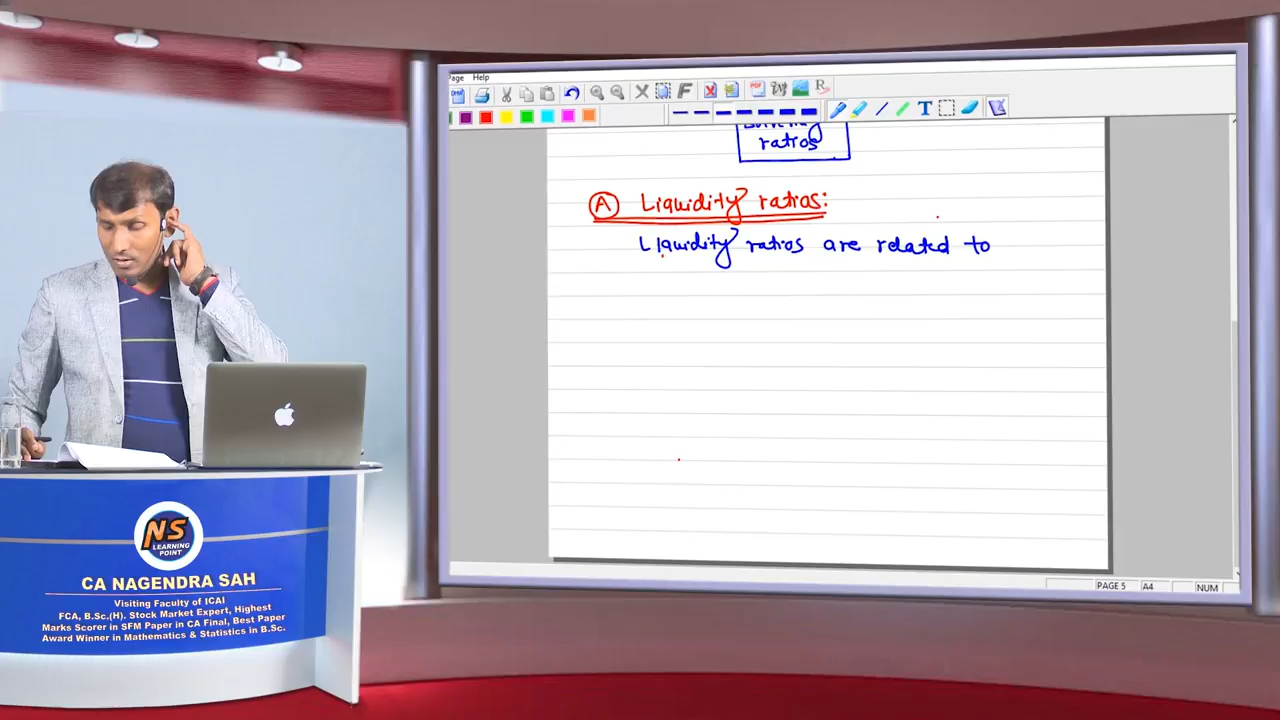 Page Help
ratios
A Liquidity ratios:
Liquidity ratios are related to
PAGE 5 A4 NUM
NS
LEARNING
POINT
CA NAGENDRA SAH
Visiting Faculty of ICAI
FCA, B.Sc.(H). Stock Market Expert, Highest
Marks Scorer in SFM Paper in CA Final, Best Paper
Award Winner in Mathematics & Statistics in B.Sc.